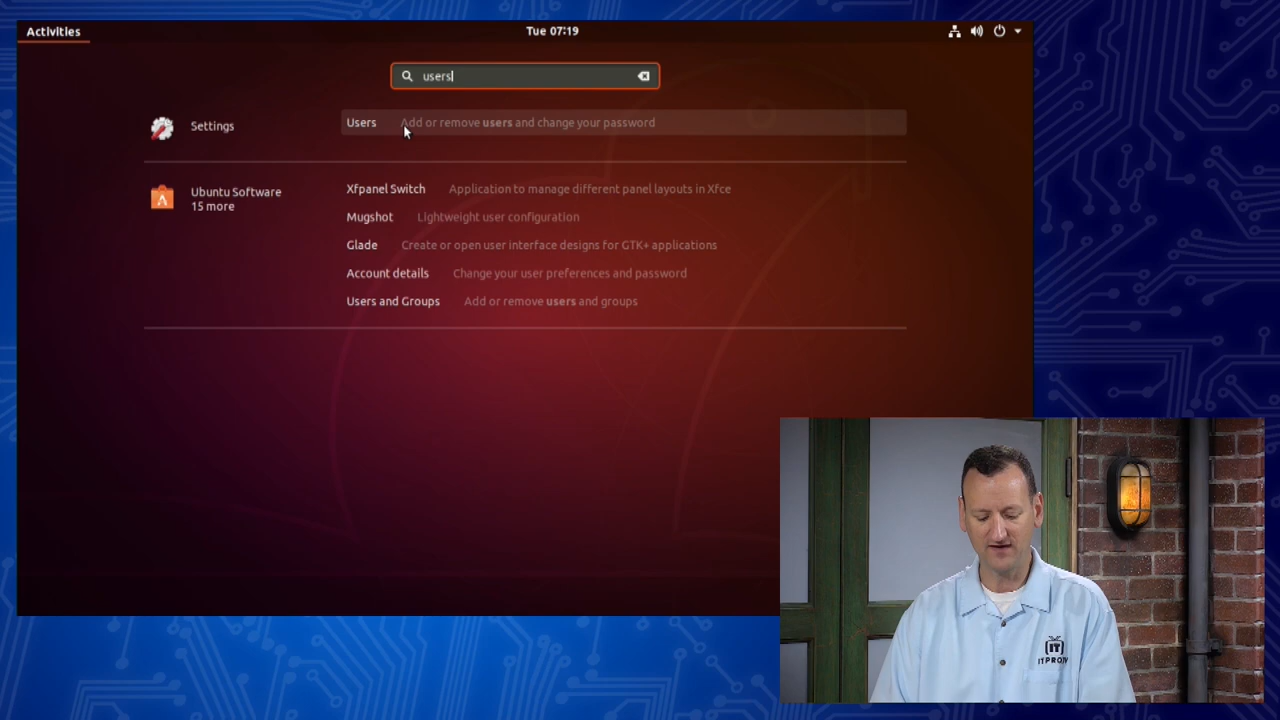 Activities
Tue 07:19
users
Settings
Users Add or remove users and change your password
Ubuntu Software
15 more
Xfpanel Switch Application to manage different panel layouts in Xfce
Mugshot Lightweight user configuration
Glade Create or open user interface designs for GTK+ applications
Account details Change your user preferences and password
Users and Groups Add or remove users and groups
IT
ITPROTV